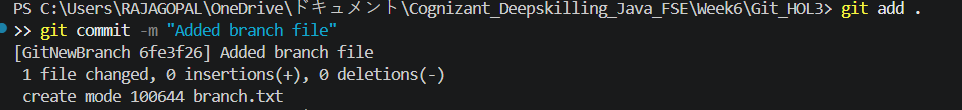 PS C:\Users\RAJAGOPAL\OneDrive\ドキュメント\Cognizant_Deepskilling_Java_FSE\Week6\Git_HOL3> git add .
>> git commit -m "Added branch file"
[GitNewBranch 6fe3f26] Added branch file
 1 file changed, 0 insertions(+), 0 deletions(-)
 create mode 100644 branch.txt